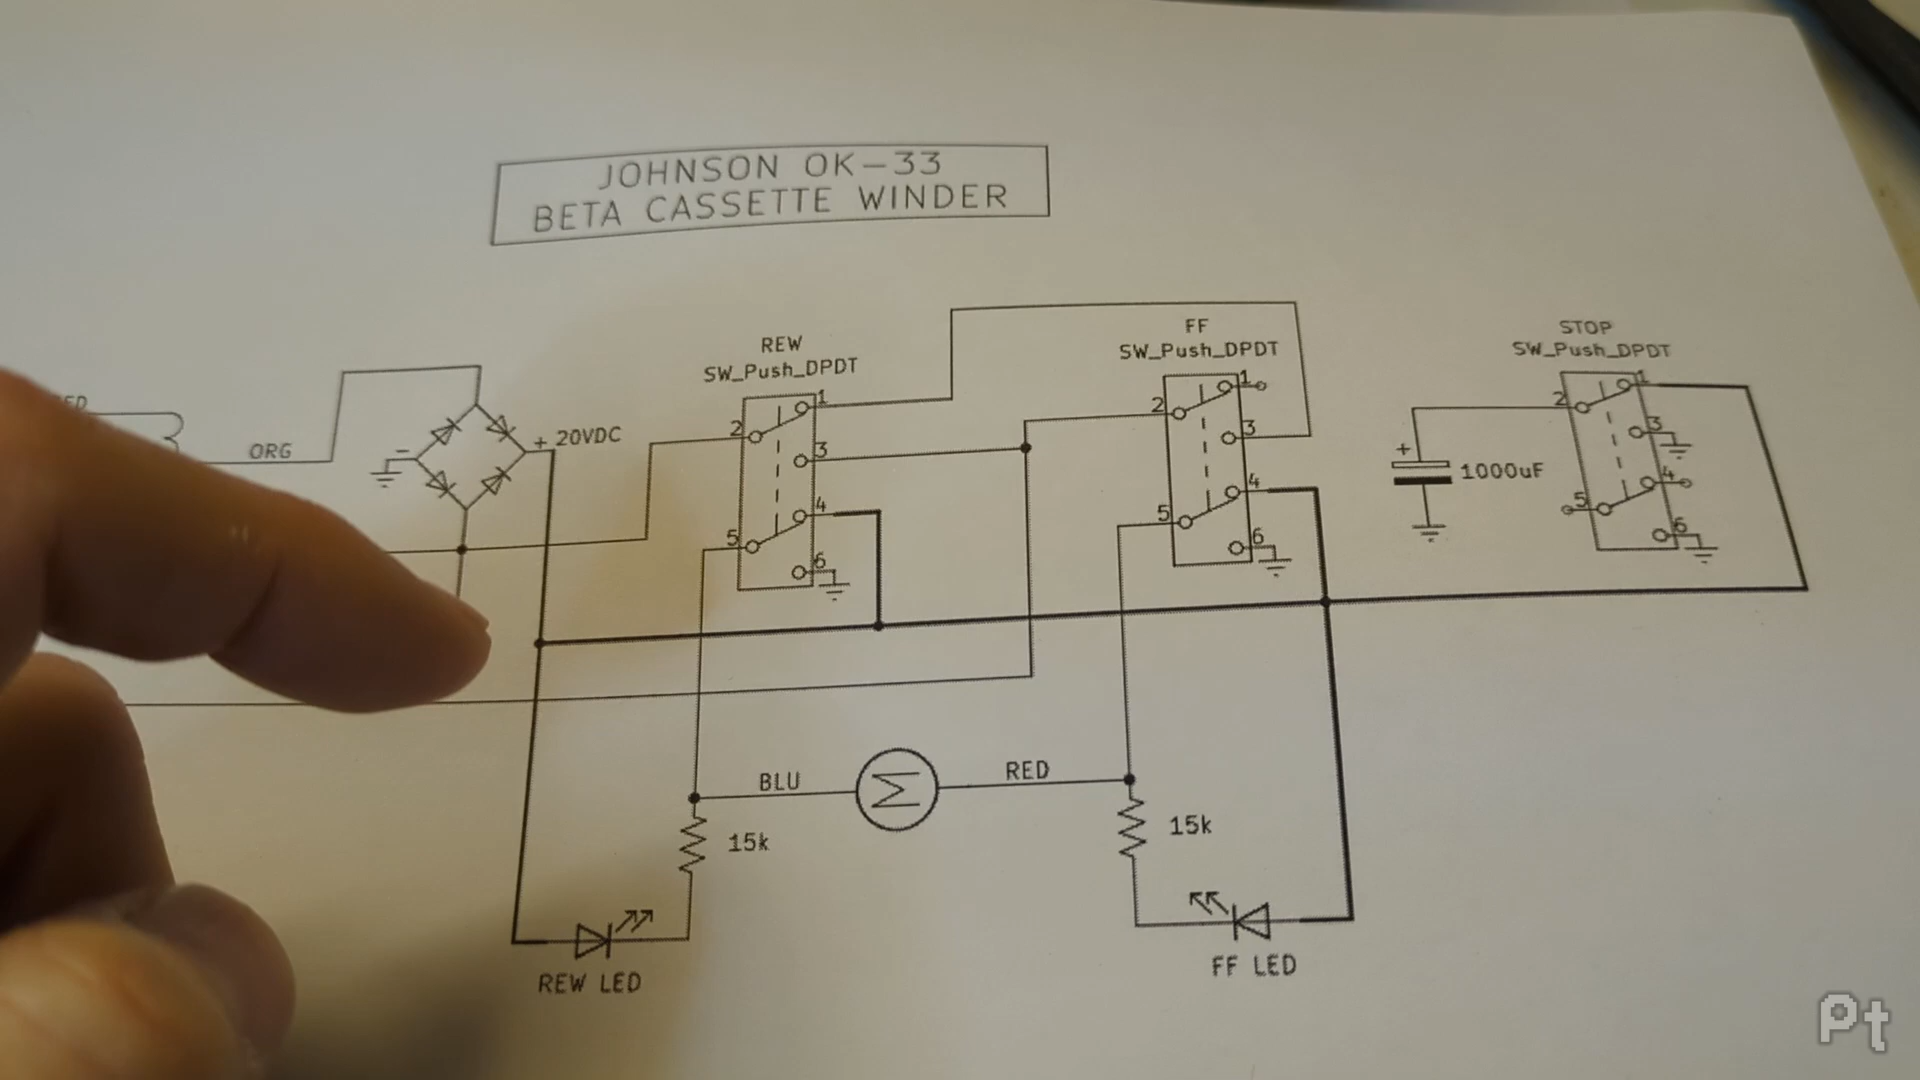 JOHNSON OK-33
BETA CASSETTE WINDER
REW
SW_Push_DPDT
FF
SW_Push_DPDT
STOP
SW_Push_DPDT
ORG
- + 20VDC
2 1
3
4
5
6
2 1
3
4
5
6
2 1
3
4
5
6
+
1000uF
BLU
RED
15k
15k
REW LED
FF LED
Pt